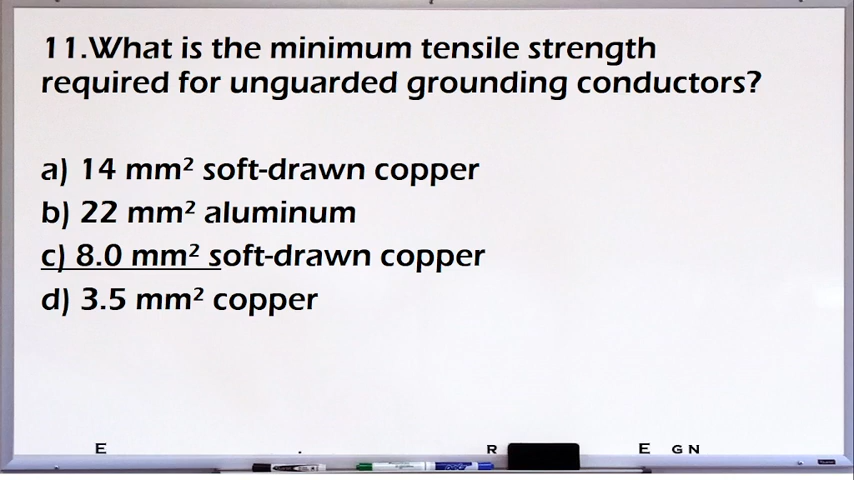 11.What is the minimum tensile strength
required for unguarded grounding conductors?
a) 14 mm² soft-drawn copper
b) 22 mm² aluminum
c) 8.0 mm² soft-drawn copper
d) 3.5 mm² copper
E . R E G N